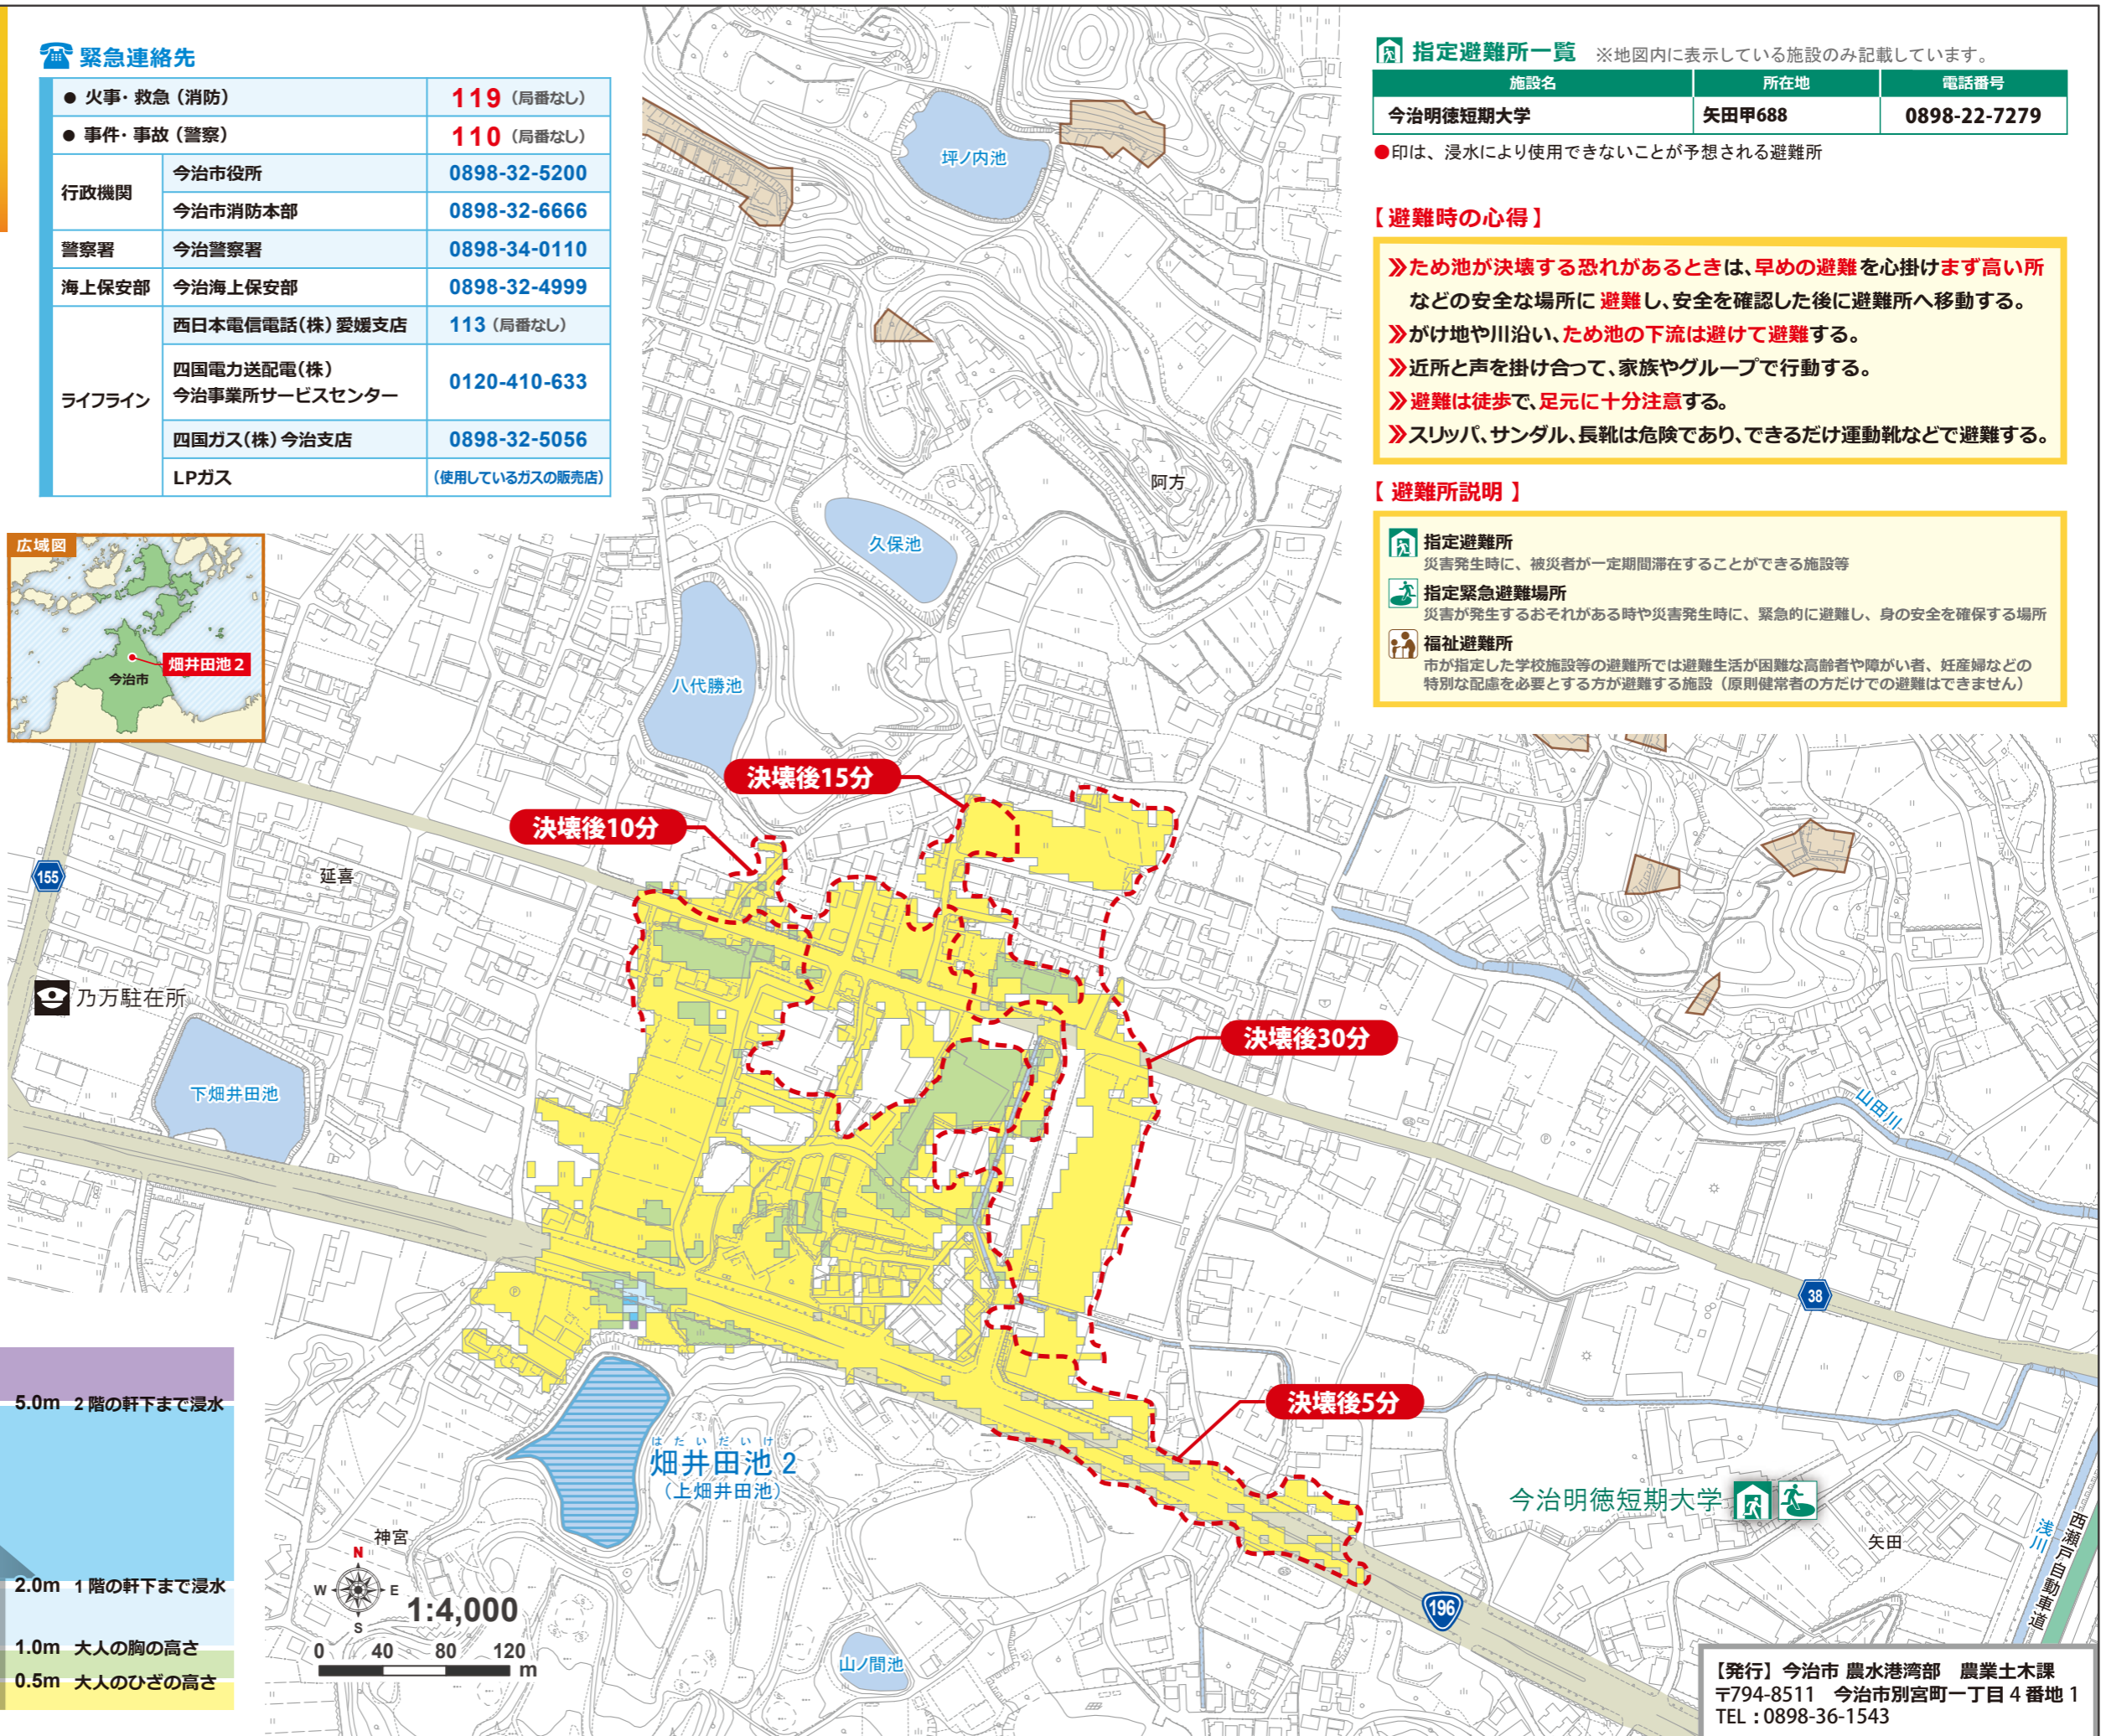 緊急連絡先
● 火事・救急（消防） 119（局番なし）
● 事件・事故（警察） 110（局番なし）
行政機関 今治市役所 0898-32-5200
今治市消防本部 0898-32-6666
警察署 今治警察署 0898-34-0110
海上保安部 今治海上保安部 0898-32-4999
ライフライン
西日本電信電話（株）愛媛支店 113（局番なし）
四国電力送配電（株）
今治事業所サービスセンター 0120-410-633
四国ガス（株）今治支店 0898-32-5056
LPガス （使用しているガスの販売店）
指定避難所一覧 ※地図内に表示している施設のみ記載しています。
施設名 所在地 電話番号
今治明徳短期大学 矢田甲688 0898-22-7279
●印は、浸水により使用できないことが予想される避難所
【避難時の心得】
≫ため池が決壊する恐れがあるときは、早めの避難を心掛けまず高い所
などの安全な場所に避難し、安全を確認した後に避難所へ移動する。
≫がけ地や川沿い、ため池の下流は避けて避難する。
≫近所と声を掛け合って、家族やグループで行動する。
≫避難は徒歩で、足元に十分注意する。
≫スリッパ、サンダル、長靴は危険であり、できるだけ運動靴などで避難する。
【避難所説明】
指定避難所
災害発生時に、被災者が一定期間滞在することができる施設等
指定緊急避難場所
災害が発生するおそれがある時や災害発生時に、緊急的に避難し、身の安全を確保する場所
福祉避難所
市が指定した学校施設等の避難所では避難生活が困難な高齢者や障がい者、妊産婦などの
特別な配慮を必要とする方が避難する施設（原則健常者の方だけでの避難はできません）
広域図
畑井田池2
今治市
坪ノ内池
阿方
久保池
八代勝池
決壊後15分
決壊後10分
155
延喜
乃万駐在所
下畑井田池
決壊後30分
山田川
38
決壊後5分
はたいだいけ
畑井田池 2
（上畑井田池）
今治明徳短期大学
矢田
浅川
西瀬戸自動車道
神宮
196
山ノ間池
N
W E
S
1:4,000
0 40 80 120
m
5.0m 2階の軒下まで浸水
2.0m 1階の軒下まで浸水
1.0m 大人の胸の高さ
0.5m 大人のひざの高さ
【発行】今治市 農水港湾部 農業土木課
〒794-8511 今治市別宮町一丁目4番地1
TEL：0898-36-1543